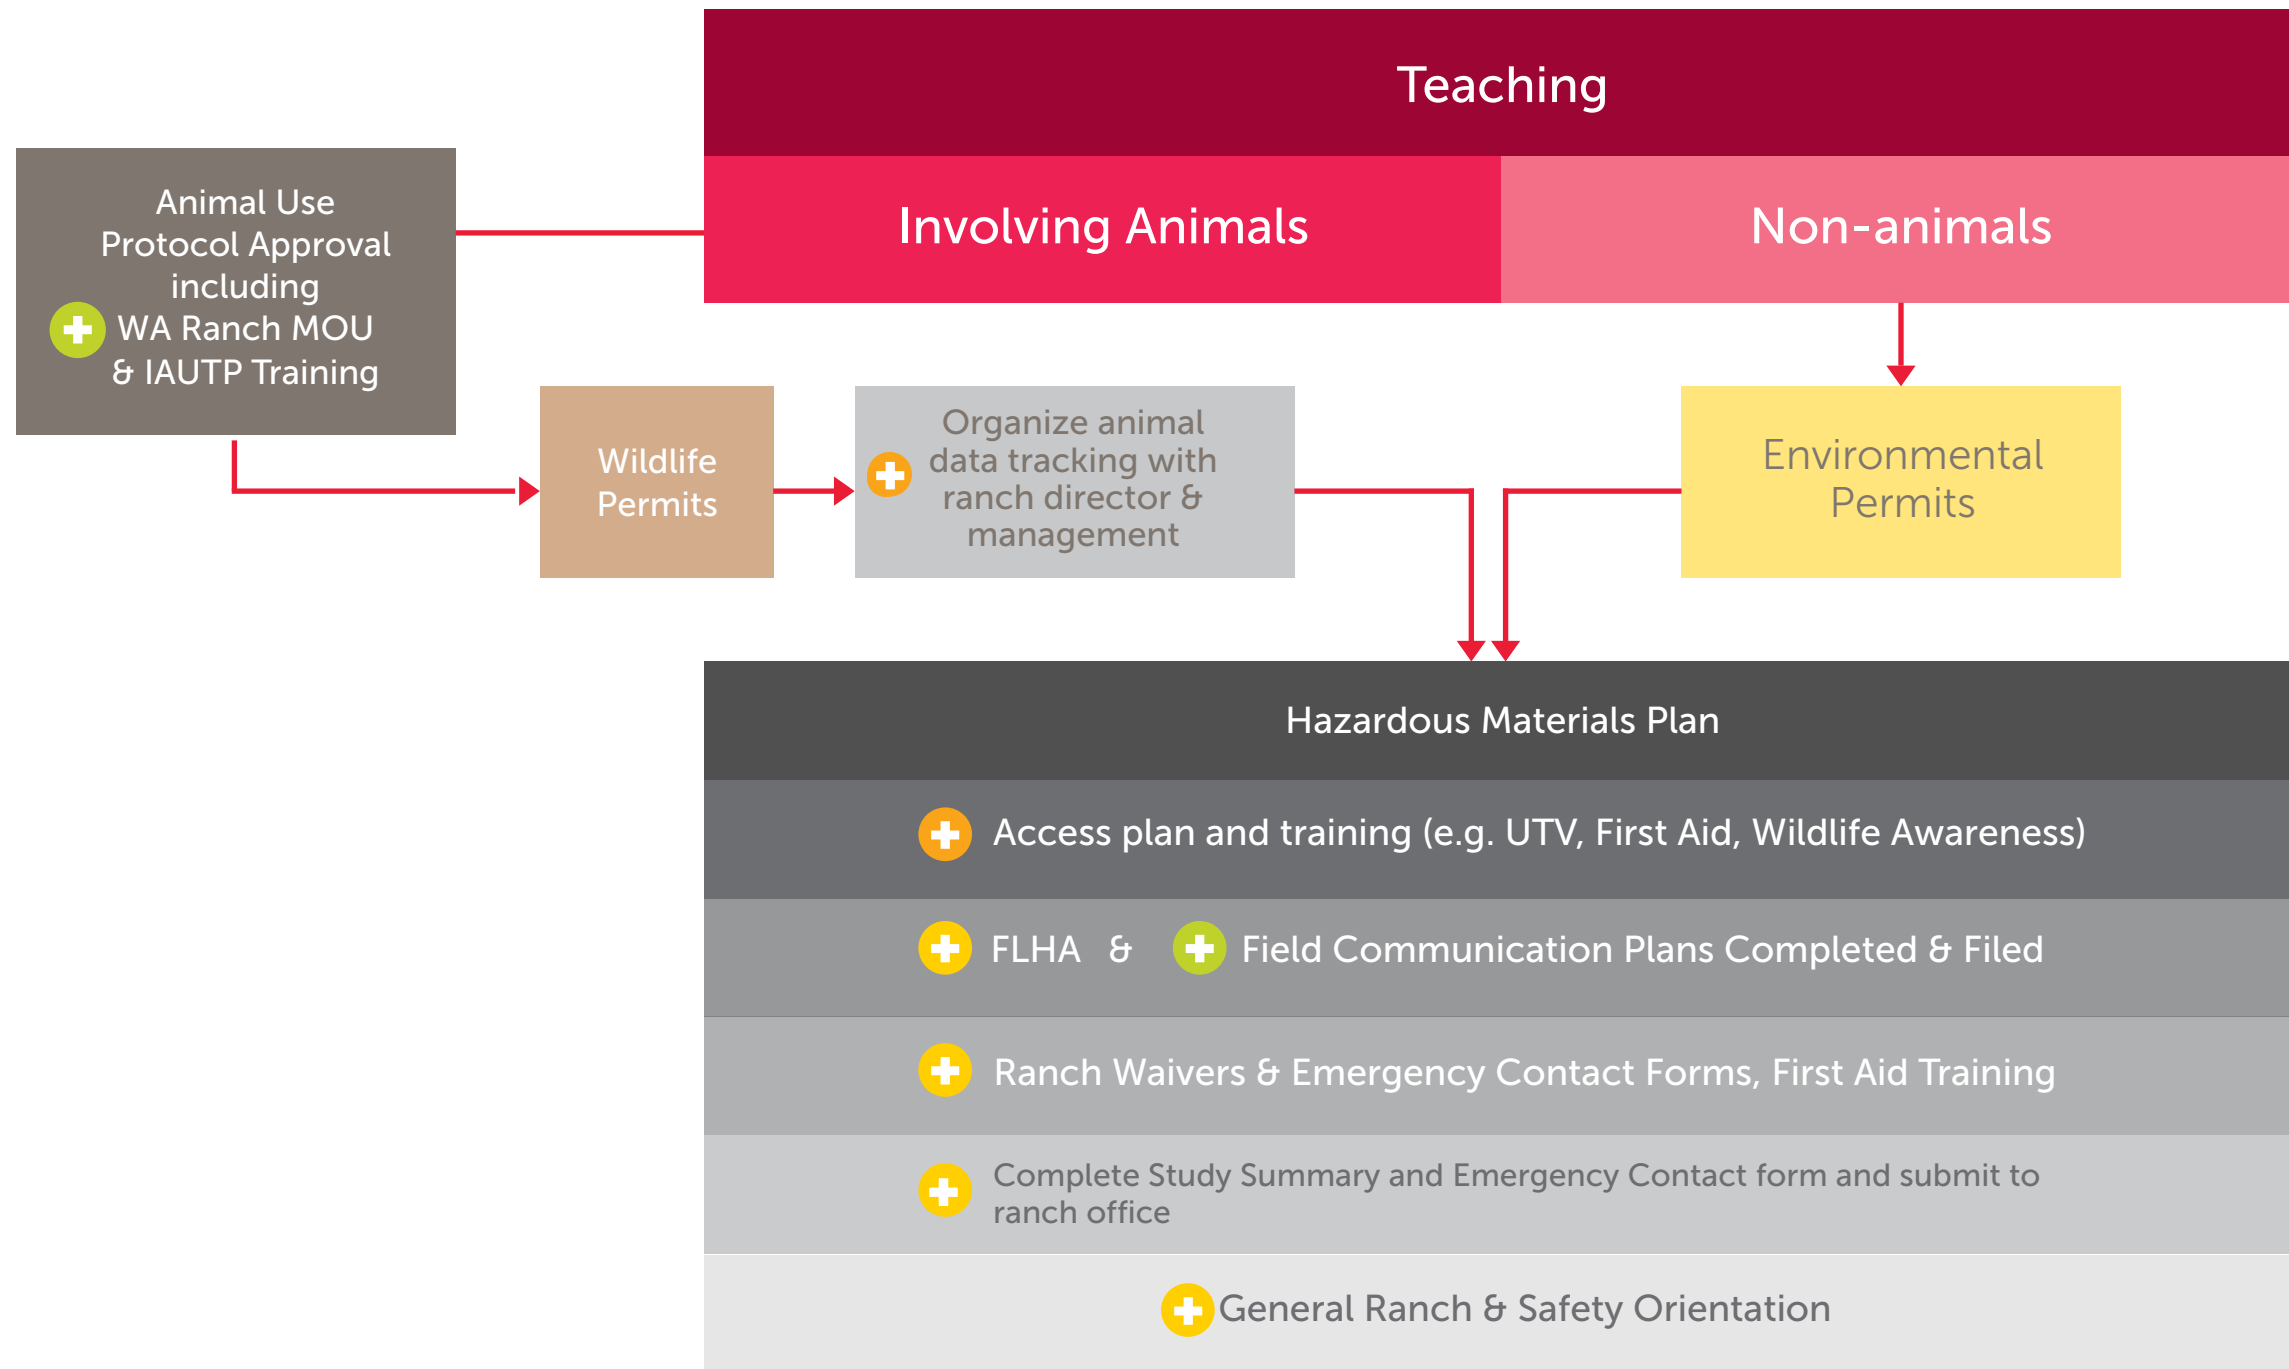 Teaching
Involving Animals
Non-animals
Animal Use
Protocol Approval
including
WA Ranch MOU
& IAUTP Training
Wildlife
Permits
Organize animal
data tracking with
ranch director &
management
Environmental
Permits
Hazardous Materials Plan
Access plan and training (e.g. UTV, First Aid, Wildlife Awareness)
FLHA & Field Communication Plans Completed & Filed
Ranch Waivers & Emergency Contact Forms, First Aid Training
Complete Study Summary and Emergency Contact form and submit to
ranch office
General Ranch & Safety Orientation